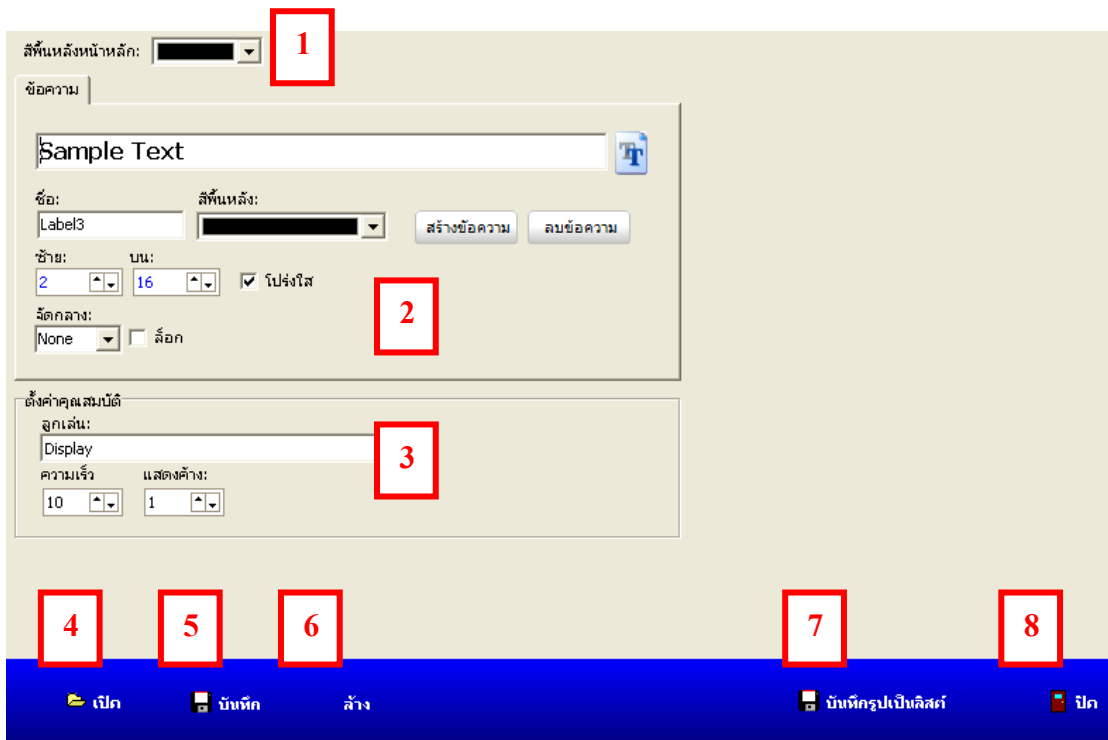 สีพื้นหลังหน้าหลัก:
1
ข้อความ
Sample Text
ชื่อ: สีพื้นหลัง:
Label3 สร้างข้อความ ลบข้อความ
ซ้าย: บน:
2 16 โปร่งใส
2
จัดกลาง:
None ล็อก
ตั้งค่าคุณสมบัติ
ลูกเล่น:
Display
3
ความเร็ว แสดงค้าง:
10 1
4 5 6 7 8
เปิด บันทึก ล้าง บันทึกรูปเป็นลิสต์ ปิด